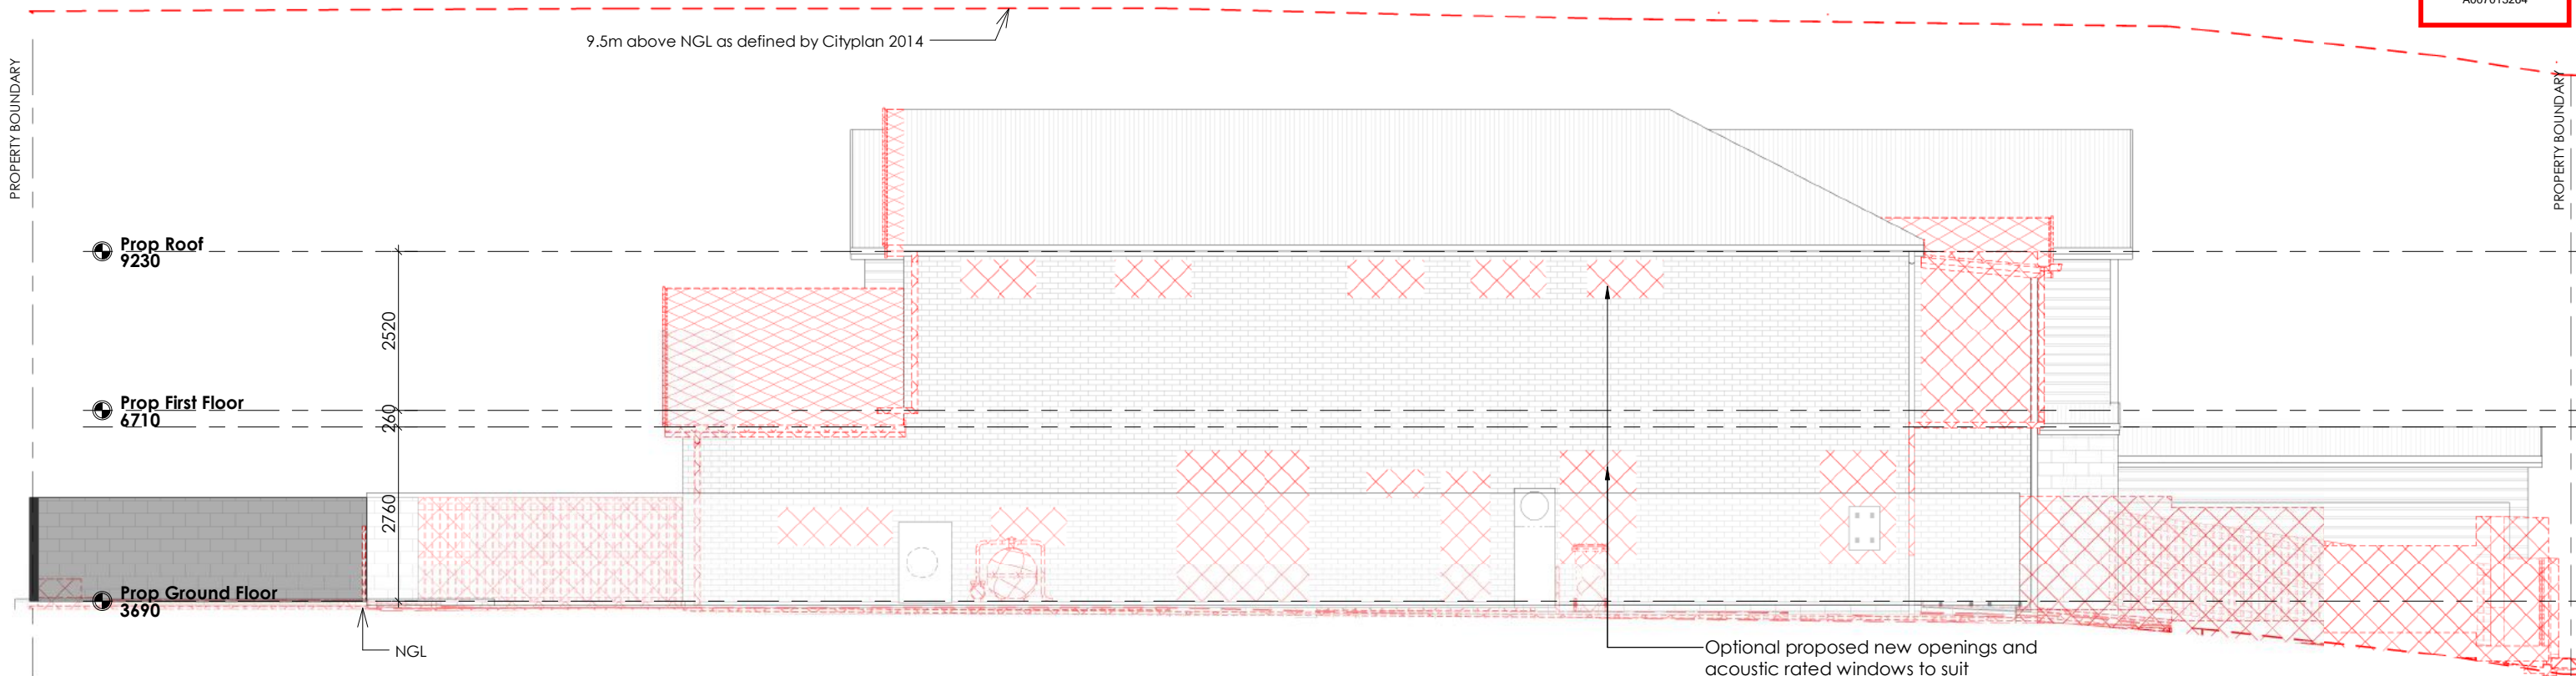 A007013204
9.5m above NGL as defined by Cityplan 2014
PROPERTY BOUNDARY
PROPERTY BOUNDARY
Prop Roof
9230
2520
Prop First Floor
6710
260
2760
Prop Ground Floor
3690
NGL
Optional proposed new openings and
acoustic rated windows to suit